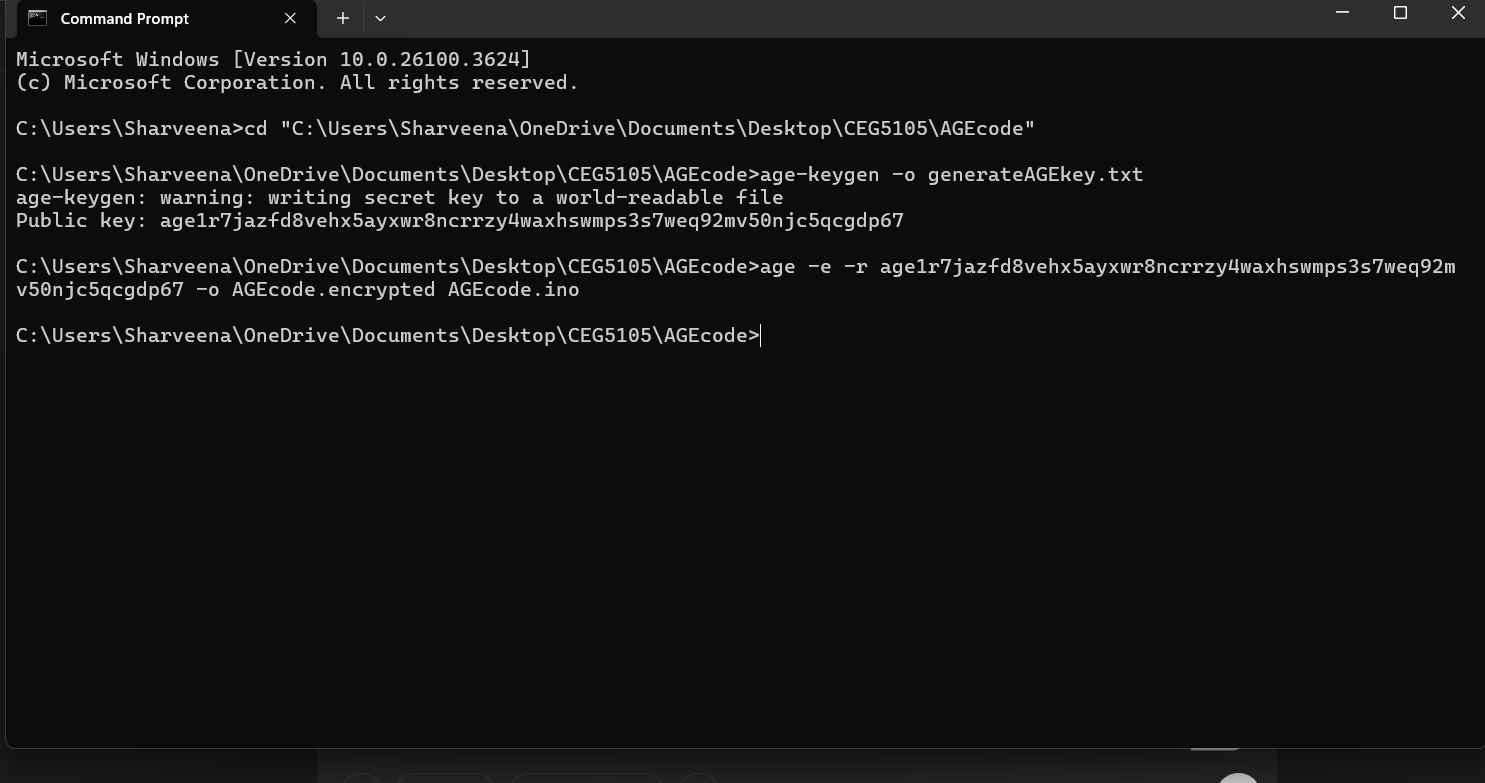 Command Prompt
Microsoft Windows [Version 10.0.26100.3624]
(c) Microsoft Corporation. All rights reserved.
C:\Users\Sharveena>cd "C:\Users\Sharveena\OneDrive\Documents\Desktop\CEG5105\AGEcode"
C:\Users\Sharveena\OneDrive\Documents\Desktop\CEG5105\AGEcode>age-keygen -o generateAGEkey.txt
age-keygen: warning: writing secret key to a world-readable file
Public key: age1r7jazfd8vehx5ayxwr8ncrrzy4waxhswmps3s7weq92mv50njc5qcgdp67
C:\Users\Sharveena\OneDrive\Documents\Desktop\CEG5105\AGEcode>age -e -r age1r7jazfd8vehx5ayxwr8ncrrzy4waxhswmps3s7weq92m
v50njc5qcgdp67 -o AGEcode.encrypted AGEcode.ino
C:\Users\Sharveena\OneDrive\Documents\Desktop\CEG5105\AGEcode>